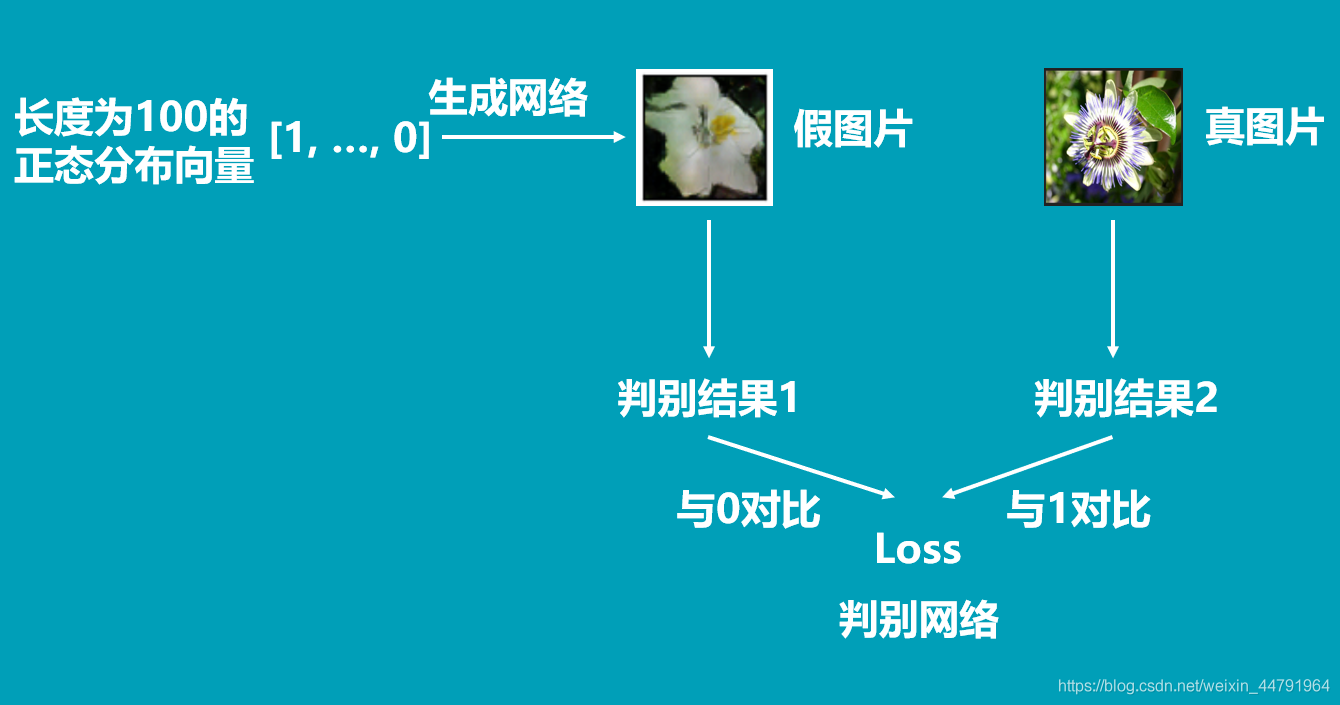 长度为100的
正态分布向量
[1, ..., 0]
生成网络
假图片
真图片
判别结果1
判别结果2
与0对比
与1对比
Loss
判别网络
https://blog.csdn.net/weixin_44791964